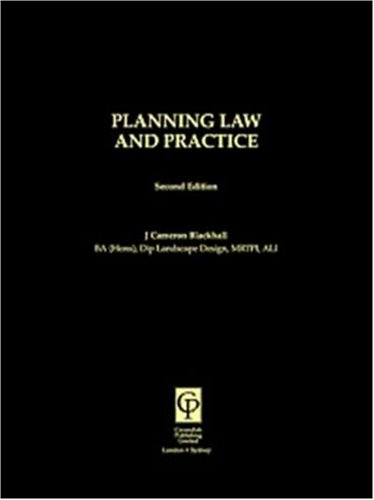 PLANNING LAW
AND PRACTICE
Second Edition
J Cameron Blackhall
BA (Hons), Dip Landscape Design, MRTPI, ALI
CP
Cavendish
Publishing
Limited
London • Sydney